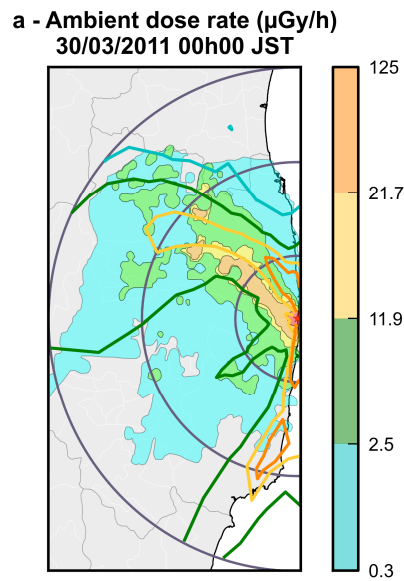 a - Ambient dose rate (µGy/h)
30/03/2011 00h00 JST
125
21.7
11.9
2.5
0.3